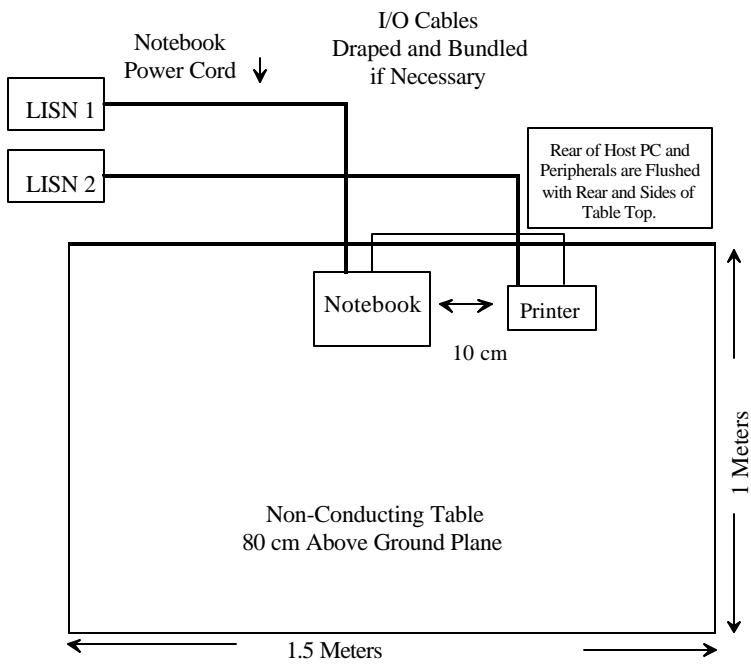 I/O Cables
Draped and Bundled
if Necessary
Notebook
Power Cord
LISN 1
LISN 2
Rear of Host PC and
Peripherals are Flushed
with Rear and Sides of
Table Top.
Notebook
Printer
10 cm
1 Meters
Non-Conducting Table
80 cm Above Ground Plane
1.5 Meters